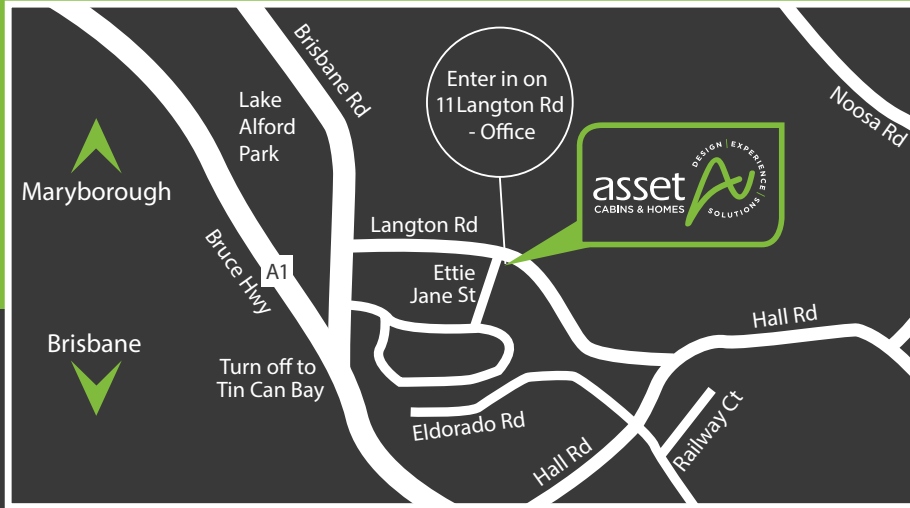 Brisbane Rd
Enter in on
11Langton Rd
- Office
Lake
Alford
Park
Noosa Rd
Maryborough
asset
CABINS & HOMES
DESIGN | EXPERIENCE | SOLUTIONS |
Langton Rd
Bruce Hwy
A1
Ettie
Jane St
Hall Rd
Brisbane
Turn off to
Tin Can Bay
Eldorado Rd
Hall Rd
Railway Ct